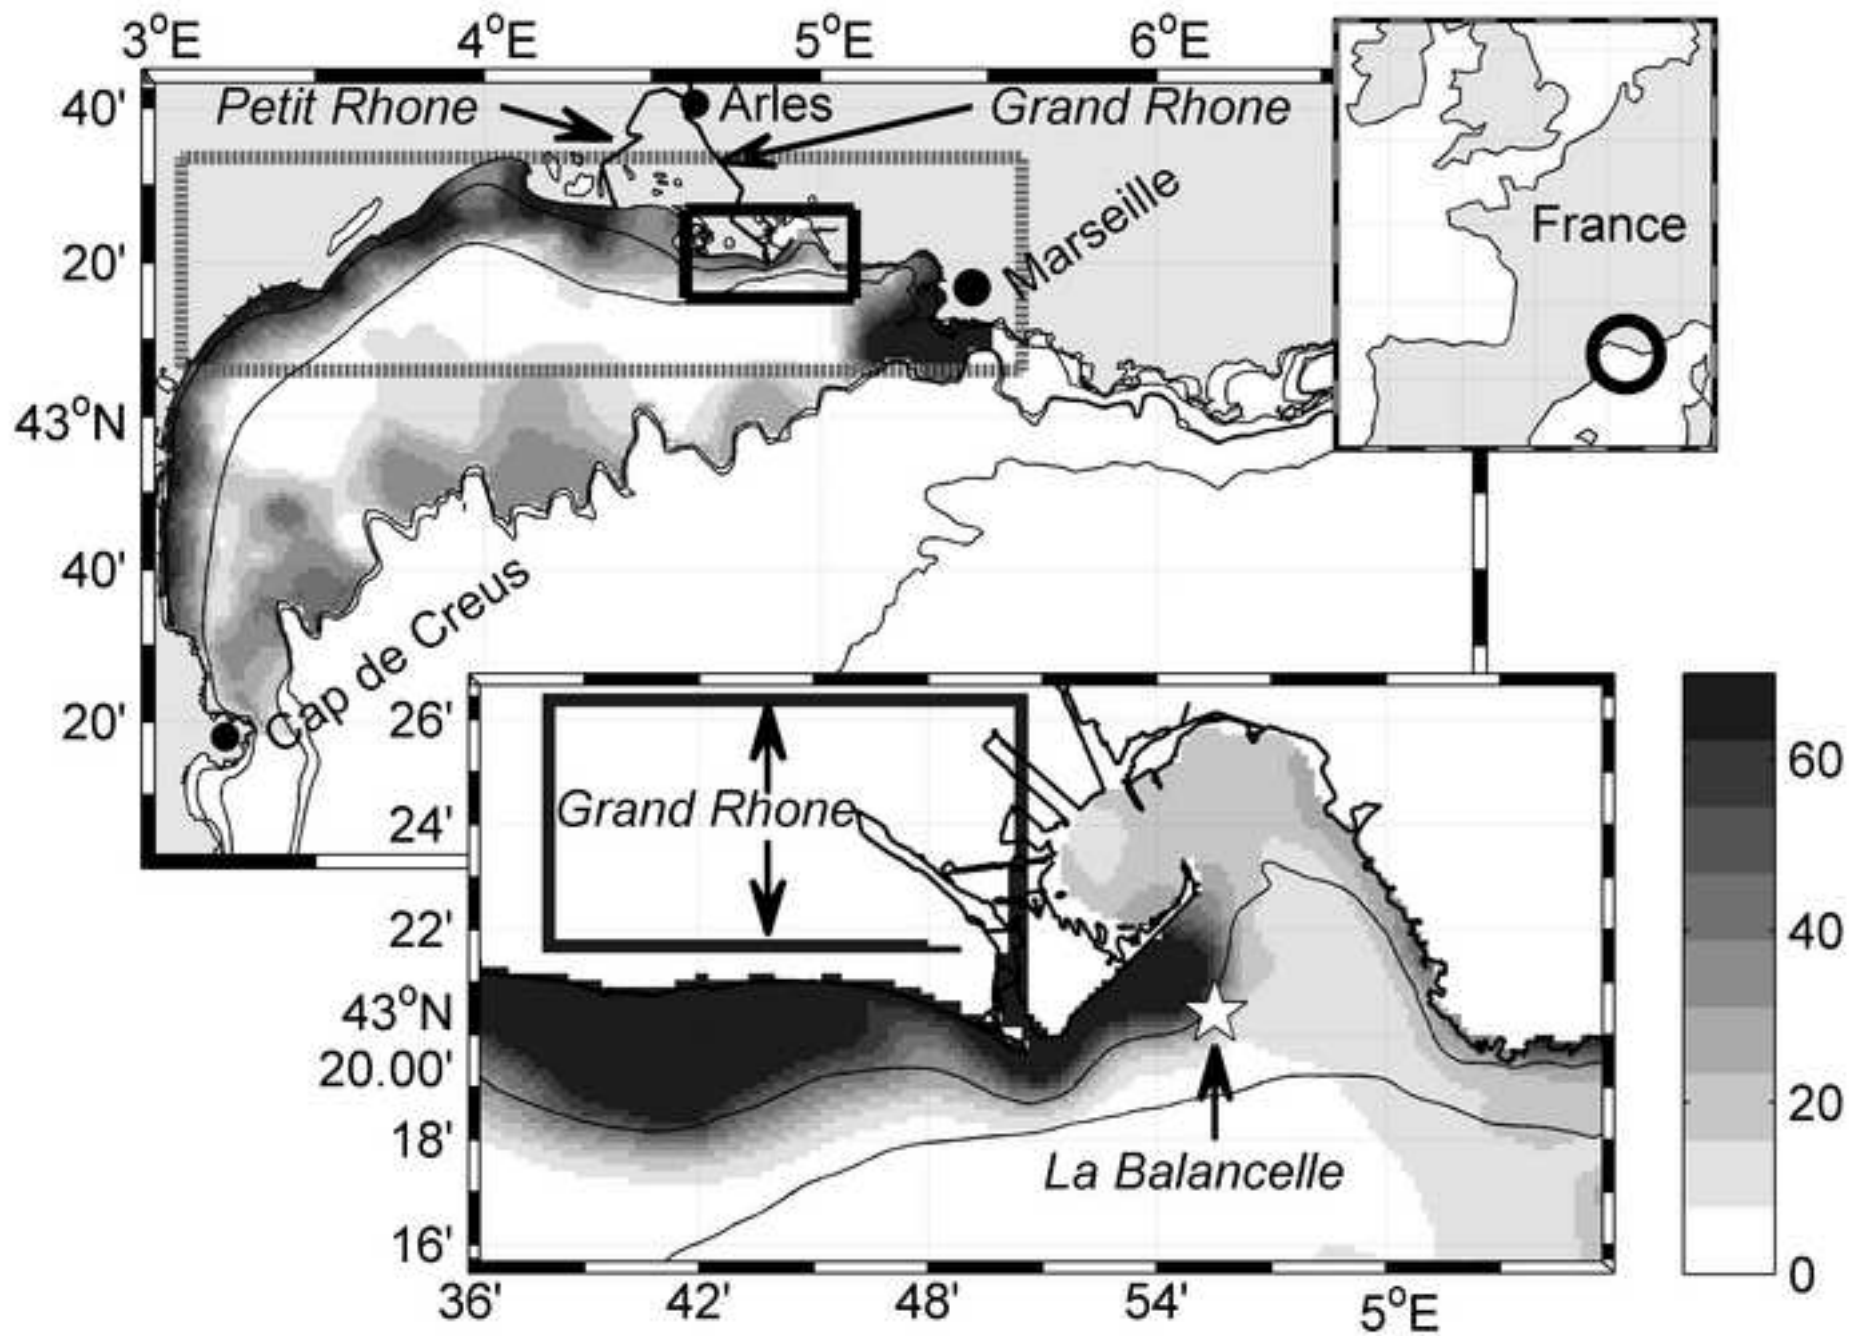 3°E 4°E 5°E 6°E
40'
Petit Rhone
Arles
Grand Rhone
Marseille
20'
43°N
40'
20'
Cap de Creus
France
26'
24'
22'
43°N
20.00'
18'
16'
Grand Rhone
La Balancelle
36' 42' 48' 54' 5°E
60
40
20
0